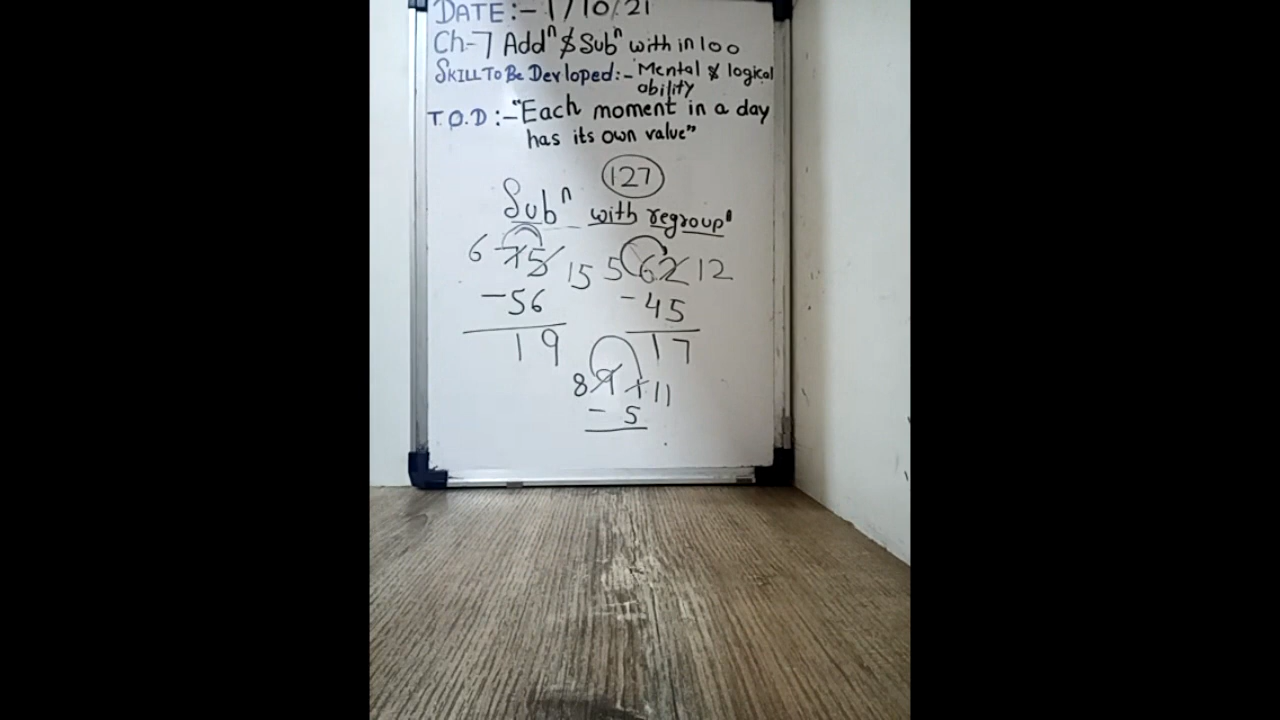 DATE:- 1/10/21
Ch-7 Addⁿ & Subⁿ with in 100
SKILL To Be Devloped:- Mental & logical
ability
T.O.D:- "Each moment in a day
has its own value"
127
Subⁿ with regroupⁿ
6 75 15 5 62 12
-56 -45
19 17
8 9 1 11
- 5